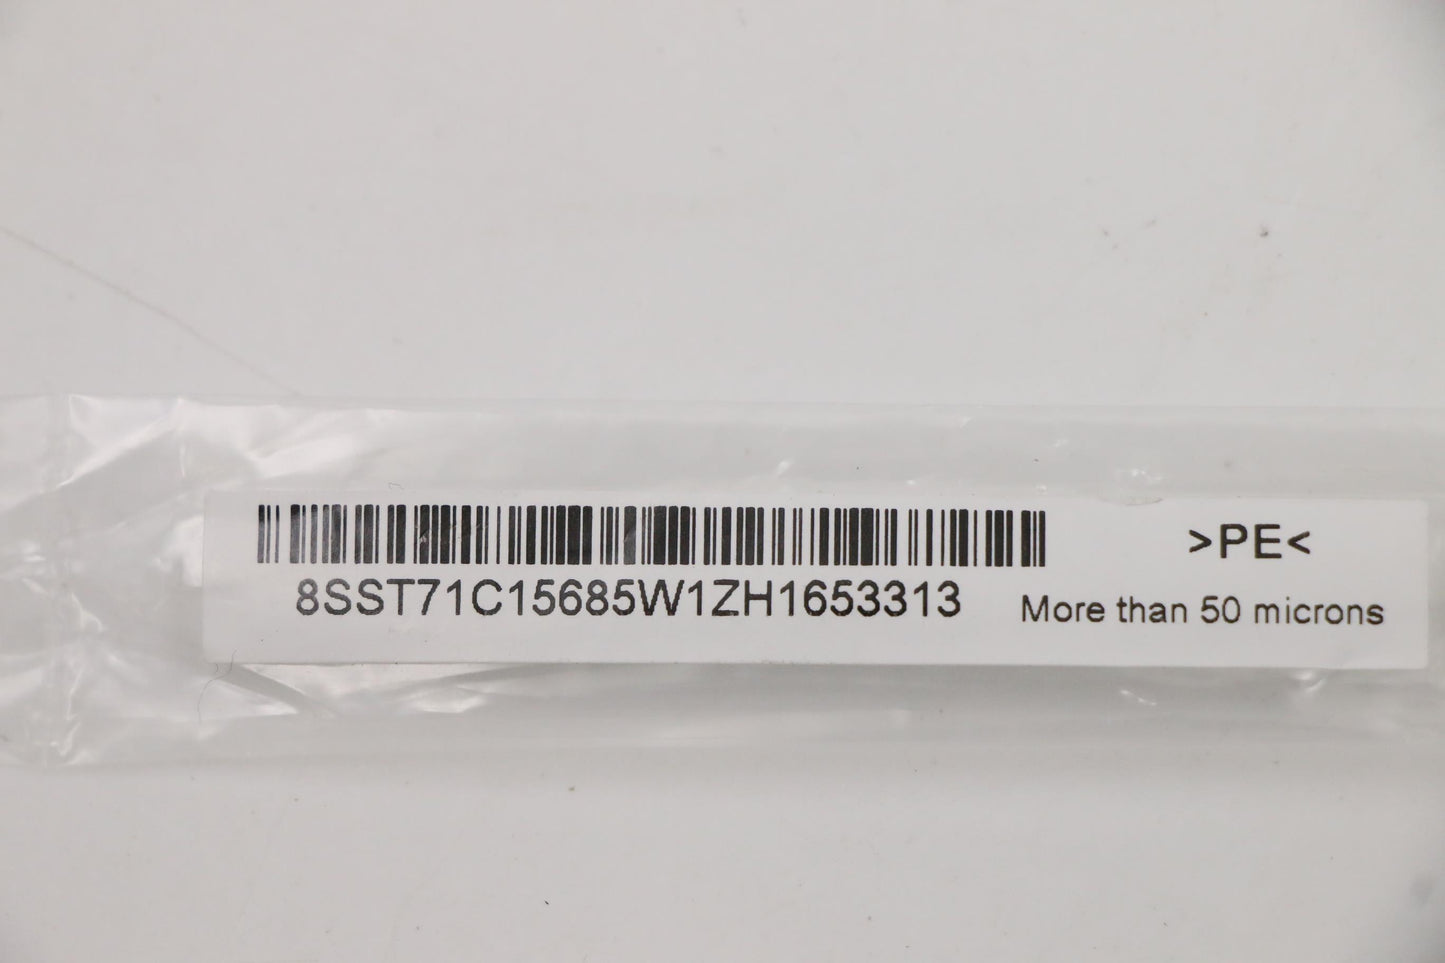 >PE<
8SST71C15685W1ZH1653313
More than 50 microns